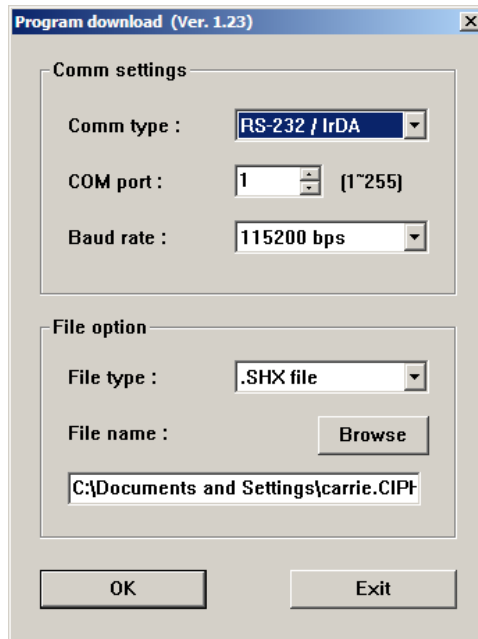 Program download (Ver. 1.23)
Comm settings
Comm type :
RS-232 / IrDA
COM port :
1
(1~255)
Baud rate :
115200 bps
File option
File type :
.SHX file
File name :
Browse
C:\Documents and Settings\carrie.CIPH
OK
Exit